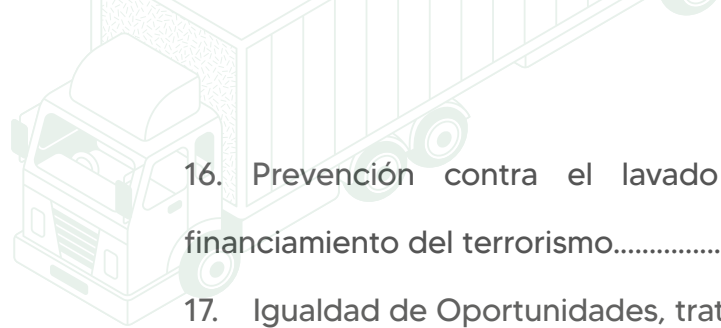 16. Prevención contra el lavado
financiamiento del terrorismo...............
17. Igualdad de Oportunidades, trat